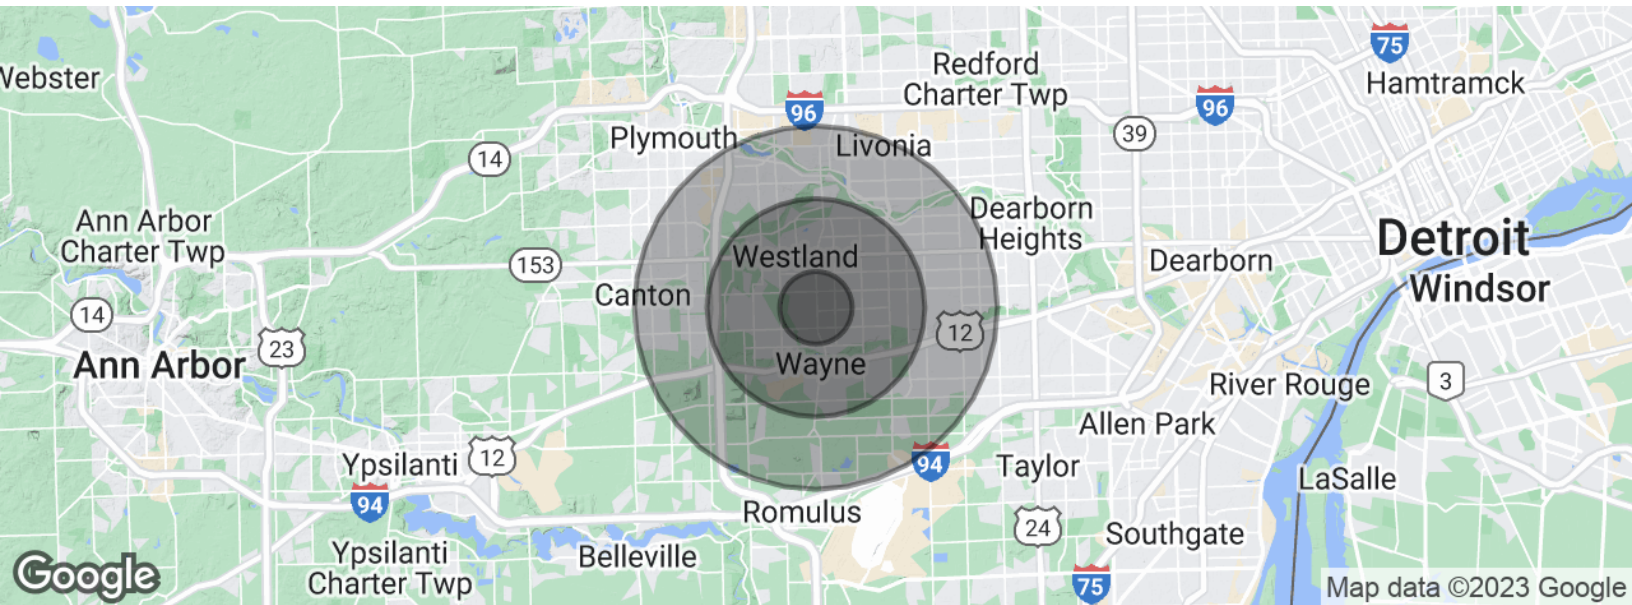 75
Redford
Charter Twp
Webster
Hamtramck
96
96
39
Plymouth
Livonia
14
Ann Arbor
Charter Twp
Dearborn
Heights
Detroit
Westland
153
Dearborn
Canton
Windsor
14
12
23
Ann Arbor
Wayne
River Rouge
3
Allen Park
Ypsilanti
12
94
Taylor
LaSalle
94
Romulus
24
Southgate
Ypsilanti
Charter Twp
Belleville
75
Google
Map data ©2023 Google